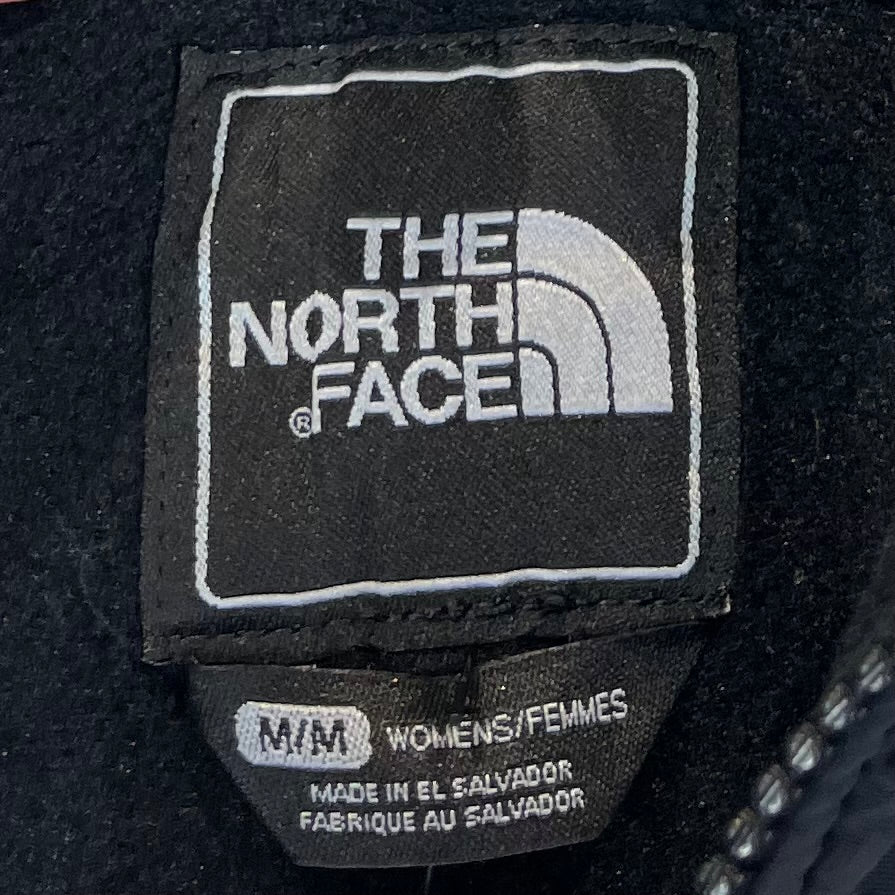 THE
NORTH
®FACE
M/M WOMENS/FEMMES
MADE IN EL SALVADOR
FABRIQUE AU SALVADOR